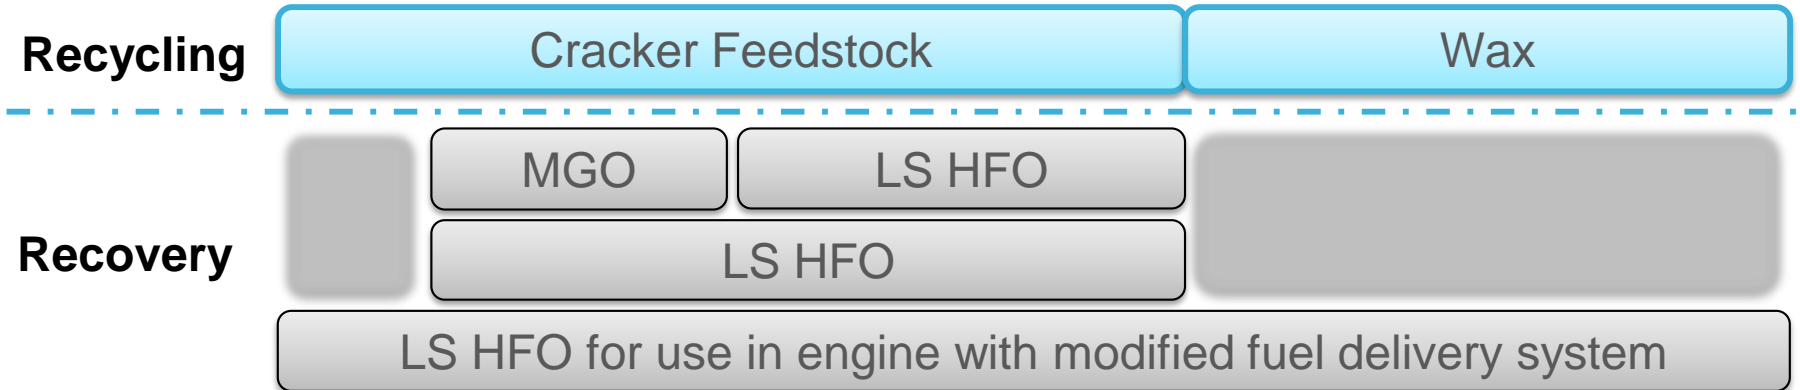 Recycling
Cracker Feedstock
Wax
MGO
LS HFO
Recovery
LS HFO
LS HFO for use in engine with modified fuel delivery system